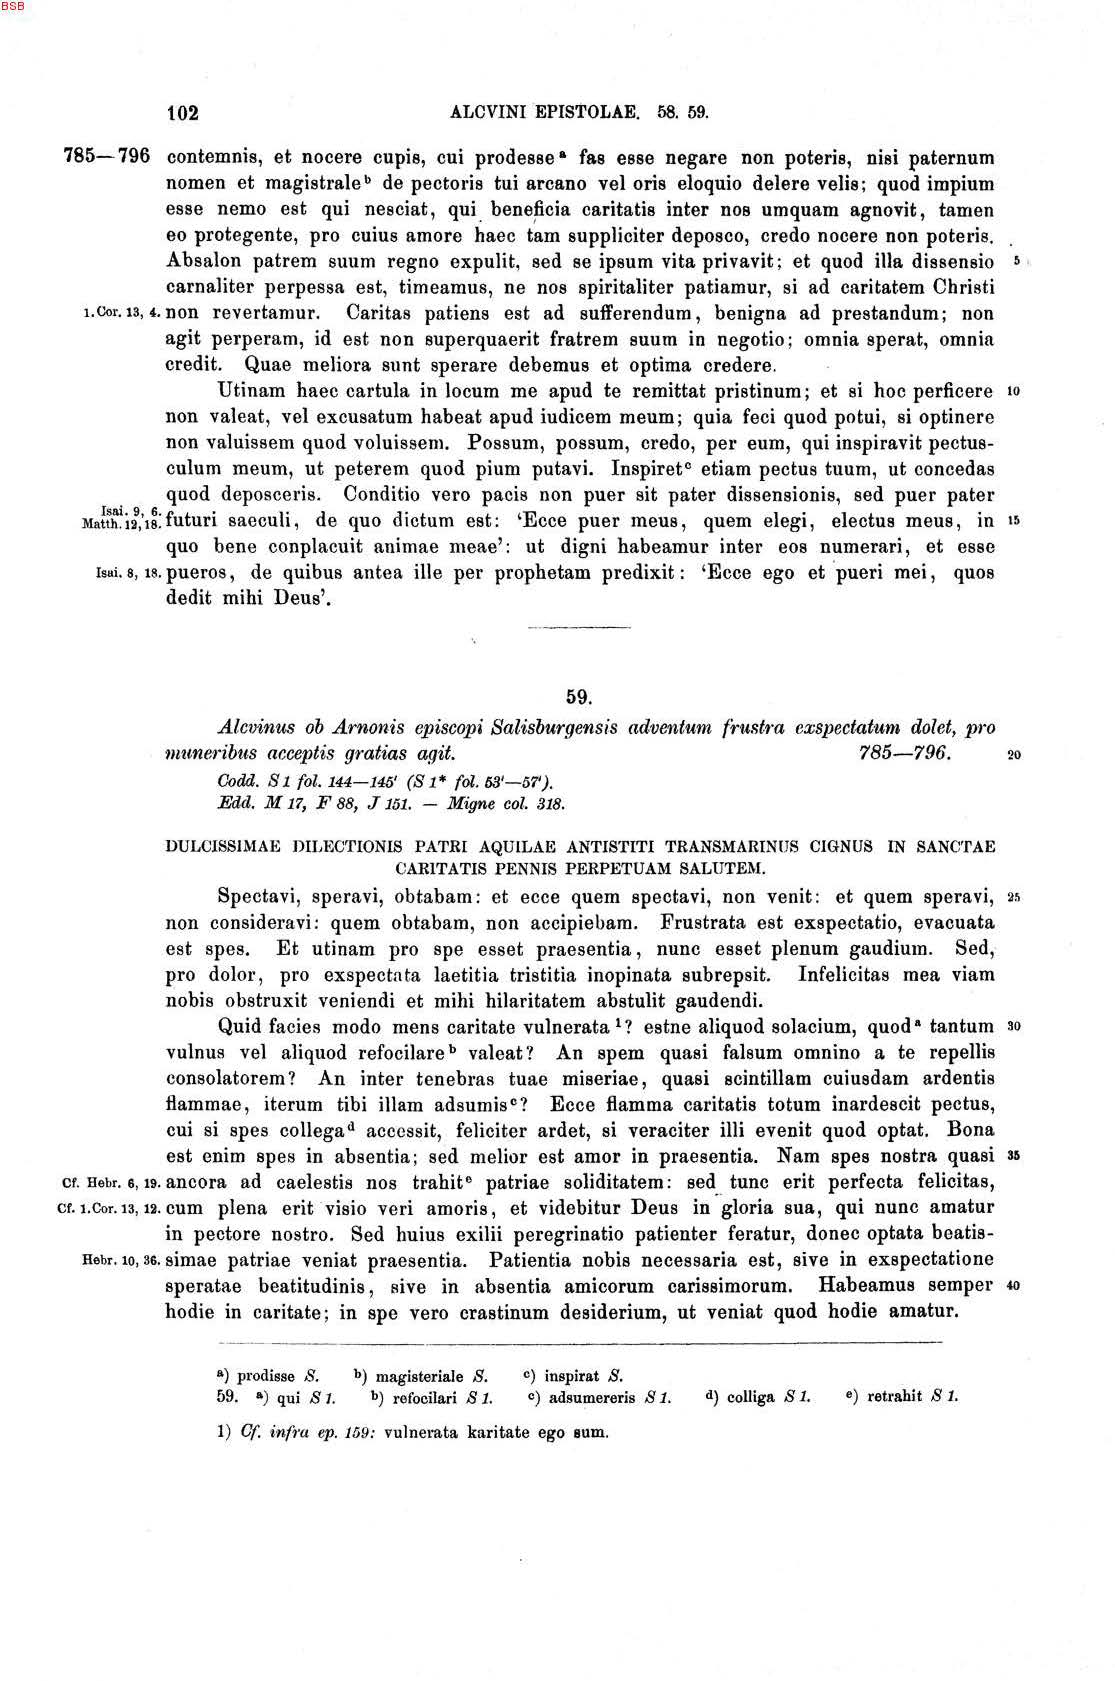 BSB
102 ALCVINI EPISTOLAE. 58. 59.
785—796 contemnis, et nocere cupis, cui prodesse a fas esse negare non poteris, nisi paternum
nomen et magistrale b de pectoris tui arcano vel oris eloquio delere velis; quod impium
esse nemo est qui nesciat, qui beneficia caritatis inter nos umquam agnovit, tamen
eo protegente, pro cuius amore haec tam suppliciter deposco, credo nocere non poteris.
Absalon patrem suum regno expulit, sed se ipsum vita privavit; et quod illa dissensio 5
carnaliter perpessa est, timeamus, ne nos spiritaliter patiamur, si ad caritatem Christi
1. Cor. 13, 4. non revertamur. Caritas patiens est ad sufferendum, benigna ad prestandum; non
agit perperam, id est non superquaerit fratrem suum in negotio; omnia sperat, omnia
credit. Quae meliora sunt sperare debemus et optima credere.
Utinam haec cartula in locum me apud te remittat pristinum; et si hoc perficere 10
non valeat, vel excusatum habeat apud iudicem meum; quia feci quod potui, si optinere
non valuissem quod voluissem. Possum, possum, credo, per eum, qui inspiravit pectus-
culum meum, ut peterem quod pium putavi. Inspiret c etiam pectus tuum, ut concedas
quod deposceris. Conditio vero pacis non puer sit pater dissensionis, sed puer pater
Isai. 9, 6.
Matth. 12, 18. futuri saeculi, de quo dictum est: ‘Ecce puer meus, quem elegi, electus meus, in 15
quo bene conplacuit animae meae’: ut digni habeamur inter eos numerari, et esse
Isai. 8, 18. pueros, de quibus antea ille per prophetam predixit: ‘Ecce ego et pueri mei, quos
dedit mihi Deus’.
59.
Alcvinus ob Arnonis episcopi Salisburgensis adventum frustra exspectatum dolet, pro
muneribus acceptis gratias agit. 785—796. 20
Codd. S 1 fol. 144—145' (S 1* fol. 53'—57').
Edd. M 17, F 88, J 151. — Migne col. 318.
DULCISSIMAE DILECTIONIS PATRI AQUILAE ANTISTITI TRANSMARINUS CIGNUS IN SANCTAE
CARITATIS PENNIS PERPETUAM SALUTEM.
Spectavi, speravi, obtabam: et ecce quem spectavi, non venit: et quem speravi, 25
non consideravi: quem obtabam, non accipiebam. Frustrata est exspectatio, evacuata
est spes. Et utinam pro spe esset praesentia, nunc esset plenum gaudium. Sed,
pro dolor, pro exspectata laetitia tristitia inopinata subrepsit. Infelicitas mea viam
nobis obstruxit veniendi et mihi hilaritatem abstulit gaudendi.
Quid facies modo mens caritate vulnerata 1? estne aliquod solacium, quod a tantum 30
vulnus vel aliquod refocilare b valeat? An spem quasi falsum omnino a te repellis
consolatorem? An inter tenebras tuae miseriae, quasi scintillam cuiusdam ardentis
flammae, iterum tibi illam adsumis c? Ecce flamma caritatis totum inardescit pectus,
cui si spes collega d accessit, feliciter ardet, si veraciter illi evenit quod optat. Bona
est enim spes in absentia; sed melior est amor in praesentia. Nam spes nostra quasi 35
Cf. Hebr. 6, 19. ancora ad caelestis nos trahit e patriae soliditatem: sed tunc erit perfecta felicitas,
Cf. 1. Cor. 13, 12. cum plena erit visio veri amoris, et videbitur Deus in gloria sua, qui nunc amatur
in pectore nostro. Sed huius exilii peregrinatio patienter feratur, donec optata beatis-
Hebr. 10, 36. simae patriae veniat praesentia. Patientia nobis necessaria est, sive in exspectatione
speratae beatitudinis, sive in absentia amicorum carissimorum. Habeamus semper 40
hodie in caritate; in spe vero crastinum desiderium, ut veniat quod hodie amatur.
a) prodisse S. b) magisteriale S. c) inspirat S.
59. a) qui S 1. b) refocilari S 1. c) adsumereris S 1. d) colliga S 1. e) retrahit S 1.
1) Cf. infra ep. 159: vulnerata karitate ego sum.